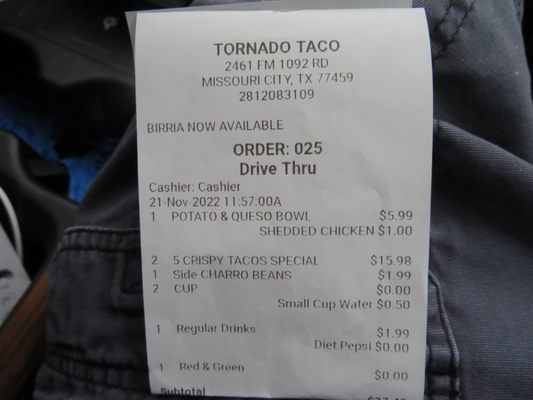 TORNADO TACO
2461 FM 1092 RD
MISSOURI CITY, TX 77459
2812083109
BIRRIA NOW AVAILABLE
ORDER: 025
Drive Thru
Cashier: Cashier
21-Nov-2022 11:57:00A
1 POTATO & QUESO BOWL $5.99
SHEDDED CHICKEN $1.00
2 5 CRISPY TACOS SPECIAL $15.98
1 Side CHARRO BEANS $1.99
2 CUP $0.00
Small Cup Water $0.50
1 Regular Drinks $1.99
Diet Pepsi $0.00
1 Red & Green $0.00
Subtotal